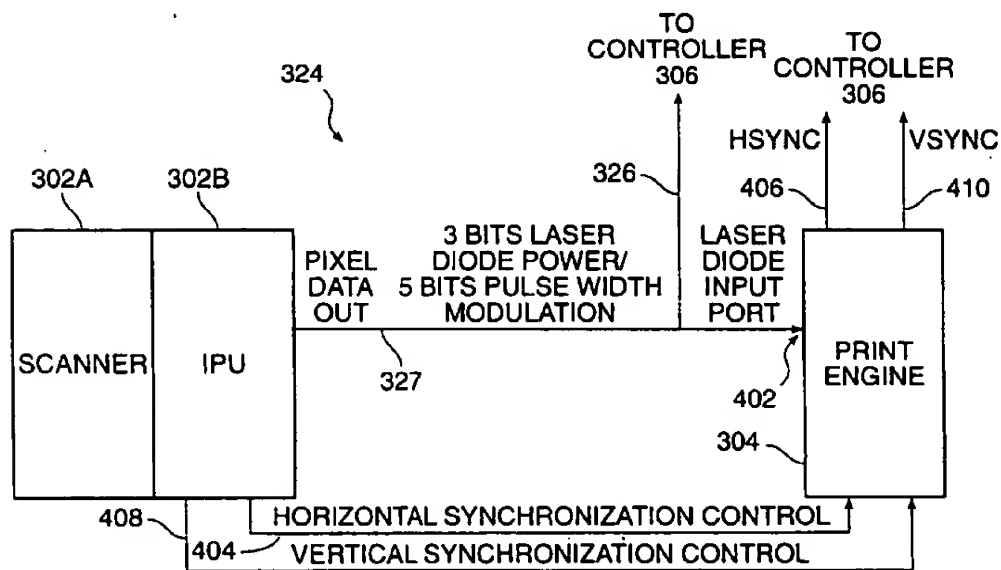 TO
CONTROLLER
306
TO
CONTROLLER
306
324
HSYNC
VSYNC
302A
302B
326
406
410
PIXEL
DATA
OUT
3 BITS LASER
DIODE POWER/
5 BITS PULSE WIDTH
MODULATION
LASER
DIODE
INPUT
PORT
SCANNER
IPU
327
402
PRINT
ENGINE
304
408
404
HORIZONTAL SYNCHRONIZATION CONTROL
VERTICAL SYNCHRONIZATION CONTROL